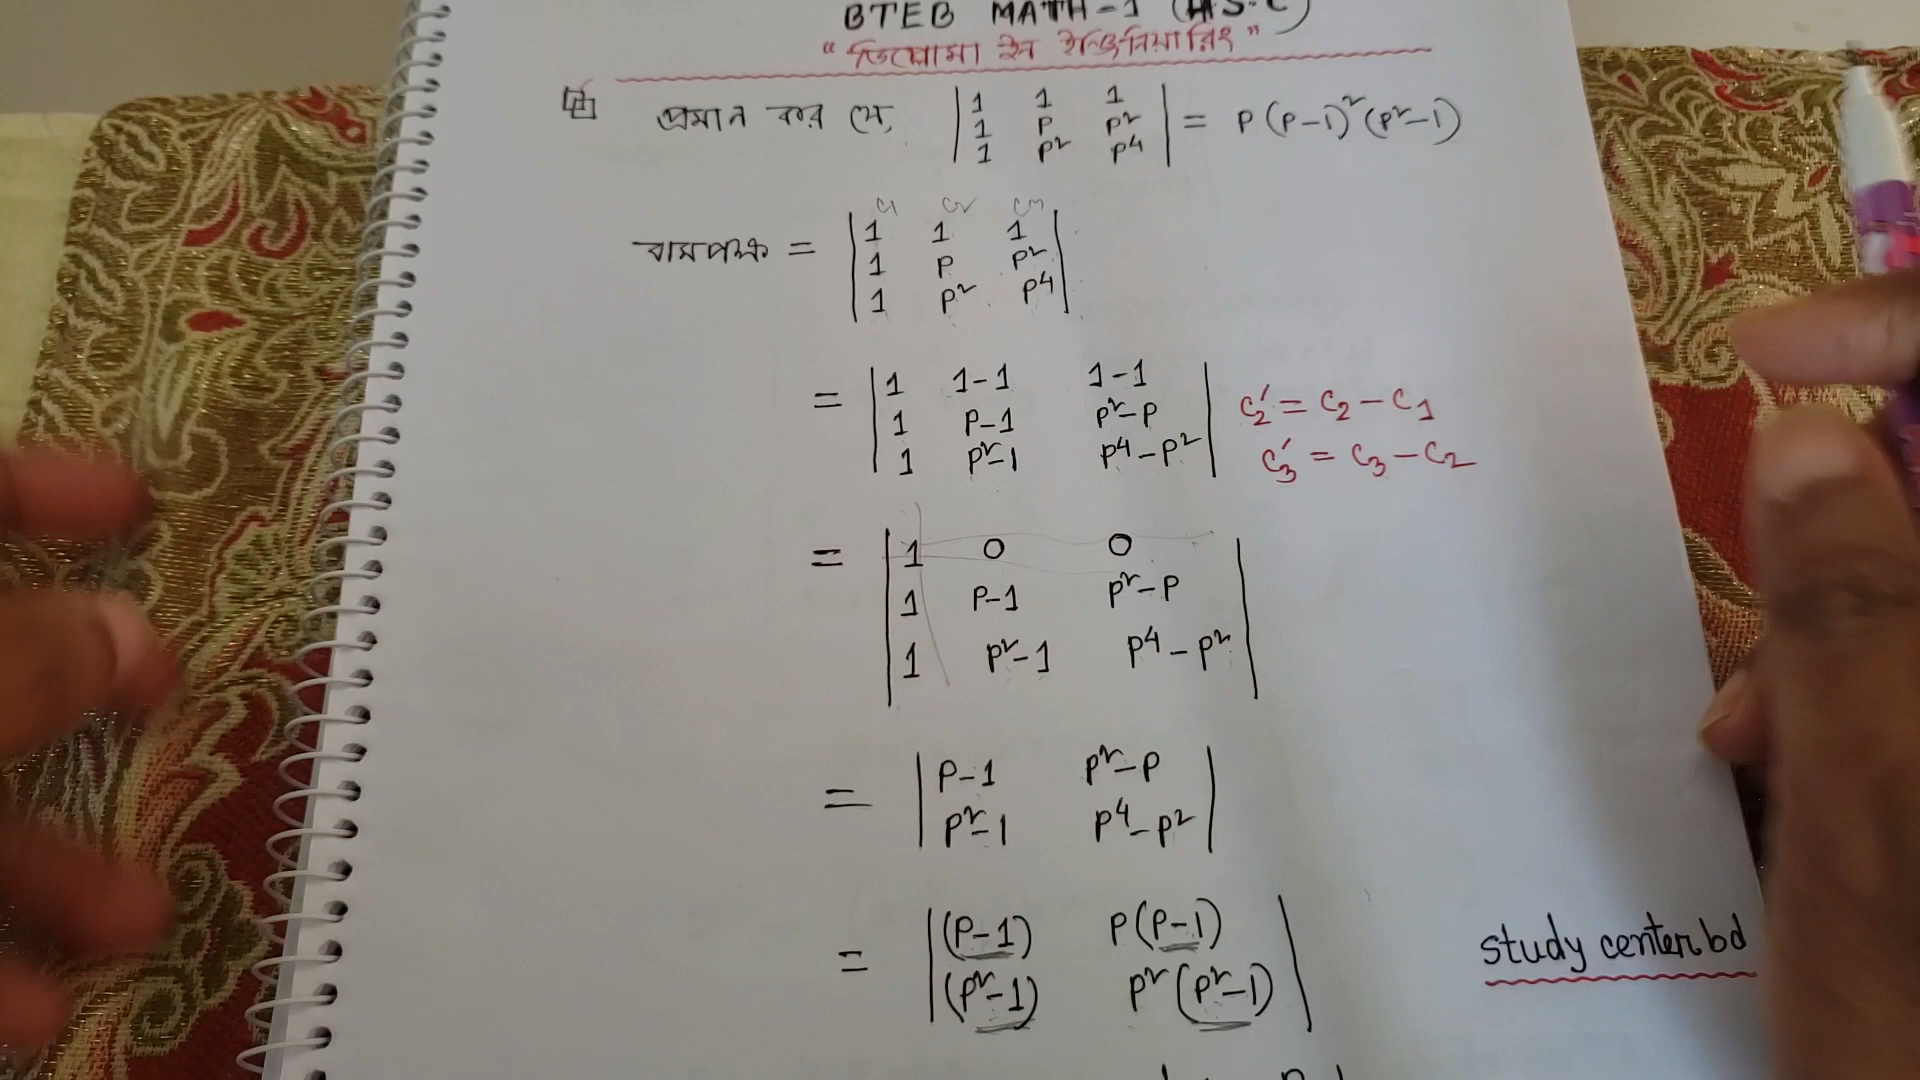 BTEB MATH-1 (H.S.C)
"ডিপ্লোমা ইন ইঞ্জিনিয়ারিং"
প্রমান কর যে, | 1 1 1 | = P(P-1)²(P²-1)
| 1 P P² |
| 1 P² P4 |
C1 C2 C3
বামপক্ষ = | 1 1 1 |
| 1 P P² |
| 1 P² P4 |
= | 1 1-1 1-1 |
| 1 P-1 P²-P | C2′ = C2 - C1
| 1 P²-1 P4-P2 | C3′ = C3 - C2
= | 1 0 0 |
| 1 P-1 P²-P |
| 1 P²-1 P4-P² |
= | P-1 P²-P |
| P²-1 P4-P2 |
= | (P-1) P(P-1) |
| (P²-1) P²(P²-1) |
study center bd